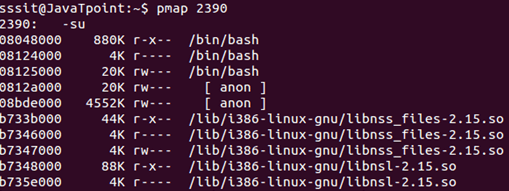 sssit@JavaTpoint:~$ pmap 2390
2390:   -su
08048000    880K r-x--  /bin/bash
08124000      4K r----  /bin/bash
08125000     20K rw---  /bin/bash
0812a000     20K rw---    [ anon ]
08bde000   4552K rw---    [ anon ]
b733b000     44K r-x--  /lib/i386-linux-gnu/libnss_files-2.15.so
b7346000      4K r----  /lib/i386-linux-gnu/libnss_files-2.15.so
b7347000      4K rw---  /lib/i386-linux-gnu/libnss_files-2.15.so
b7348000     88K r-x--  /lib/i386-linux-gnu/libnsl-2.15.so
b735e000      4K r----  /lib/i386-linux-gnu/libnsl-2.15.so